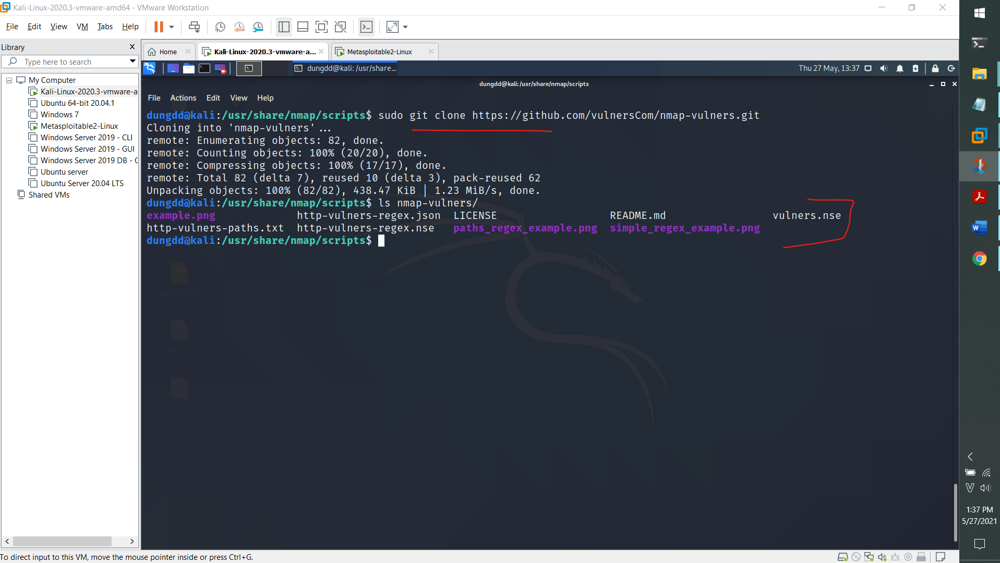 Kali-Linux-2020.3-vmware-amd64 - VMware Workstation
File Edit View VM Tabs Help
Library
Type here to search
My Computer
Kali-Linux-2020.3-vmware-a
Ubuntu 64-bit 20.04.1
Windows 7
Metasploitable2-Linux
Windows Server 2019 - CLI
Windows Server 2019 - GUI
Windows Server 2019 DB - C
Ubuntu server
Ubuntu Server 20.04 LTS
Shared VMs
Home Kali-Linux-2020.3-vmware-a... Metasploitable2-Linux
dungdd@kali: /usr/share... Thu 27 May, 13:37
dungdd@kali: /usr/share/nmap/scripts
File Actions Edit View Help
dungdd@kali:/usr/share/nmap/scripts$ sudo git clone https://github.com/vulnersCom/nmap-vulners.git
Cloning into 'nmap-vulners'...
remote: Enumerating objects: 82, done.
remote: Counting objects: 100% (20/20), done.
remote: Compressing objects: 100% (17/17), done.
remote: Total 82 (delta 7), reused 10 (delta 3), pack-reused 62
Unpacking objects: 100% (82/82), 438.47 KiB | 1.23 MiB/s, done.
dungdd@kali:/usr/share/nmap/scripts$ ls nmap-vulners/
example.png http-vulners-regex.json LICENSE README.md vulners.nse
http-vulners-paths.txt http-vulners-regex.nse paths_regex_example.png simple_regex_example.png
dungdd@kali:/usr/share/nmap/scripts$
burpcert.der
test.py
password
1:37 PM
5/27/2021
To direct input to this VM, move the mouse pointer inside or press Ctrl+G.